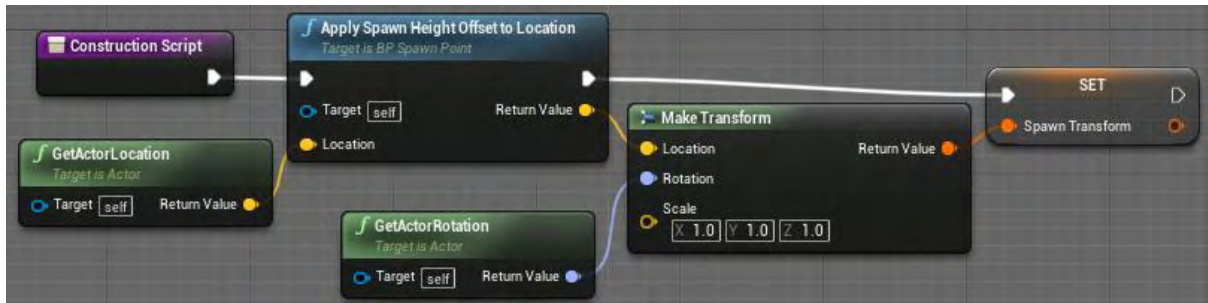 Construction Script
Apply Spawn Height Offset to Location
Target is BP Spawn Point
Target self Return Value
Location
GetActorLocation
Target is Actor
Target self Return Value
GetActorRotation
Target is Actor
Target self Return Value
Make Transform
Location Return Value
Rotation
Scale
X 1.0 Y 1.0 Z 1.0
SET
Spawn Transform